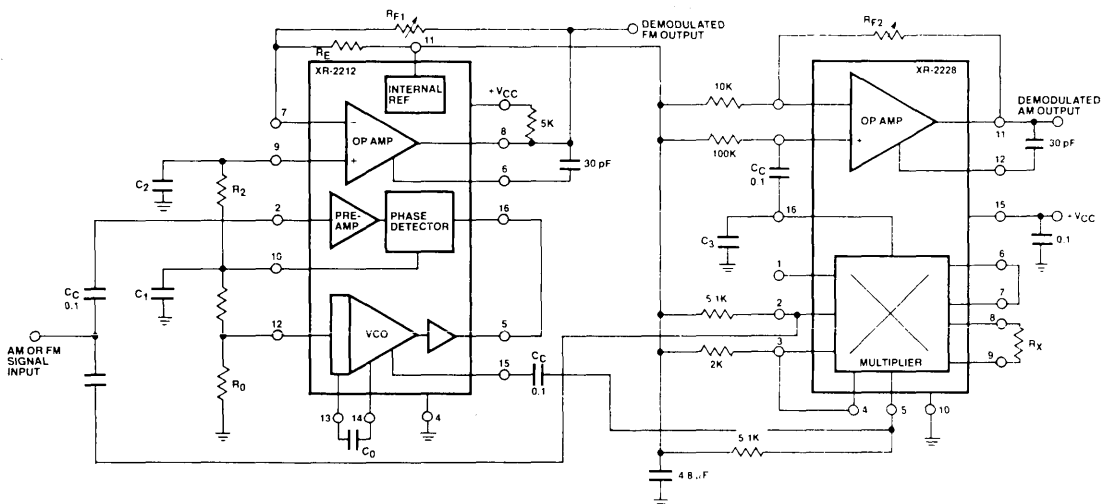 RF1
DEMODULATED
FM OUTPUT
RE
11
XR-2212
INTERNAL
REF
+VCC
5K
7
−
OP AMP
8
9
+
6
30 pF
C2
R2
2
PRE-
AMP
PHASE
DETECTOR
16
10
C1
CC
0.1
12
VCO
5
AM OR FM
SIGNAL
INPUT
R0
15
CC
0.1
13
14
4
C0
RF2
XR-2228
10K
−
OP AMP
DEMODULATED
AM OUTPUT
11
100K
+
30 pF
12
CC
0.1
16
15
+VCC
C3
0.1
1
6
7
5 1K
2
8
RX
2K
3
9
MULTIPLIER
4
5
10
5 1K